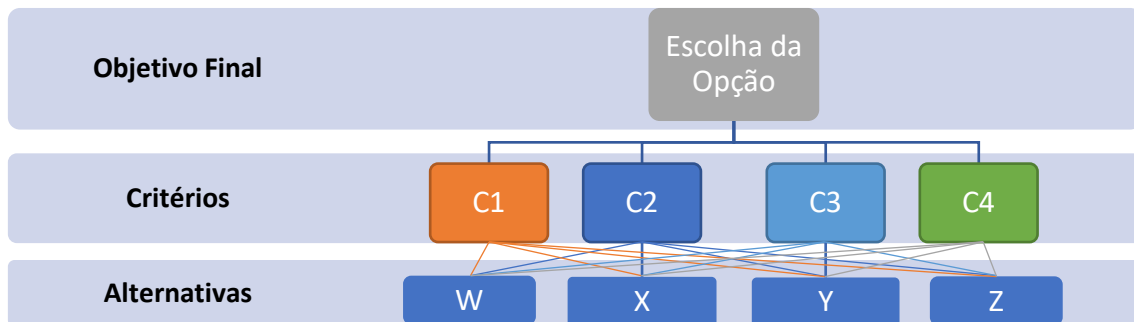 Objetivo Final
Escolha da
Opção
Critérios
C1
C2
C3
C4
Alternativas
W
X
Y
Z